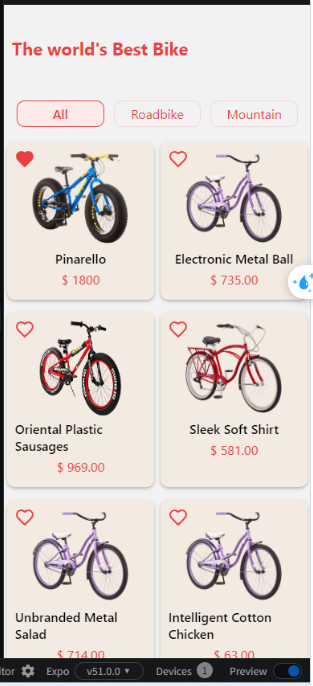 The world's Best Bike
All Roadbike Mountain
Pinarello Electronic Metal Ball
$ 1800 $ 735.00
Oriental Plastic
Sausages
$ 969.00
Sleek Soft Shirt
$ 581.00
Unbranded Metal
Salad
$ 714.00
Intelligent Cotton
Chicken
$ 63.00
itor Expo v51.0.0 Devices 1 Preview